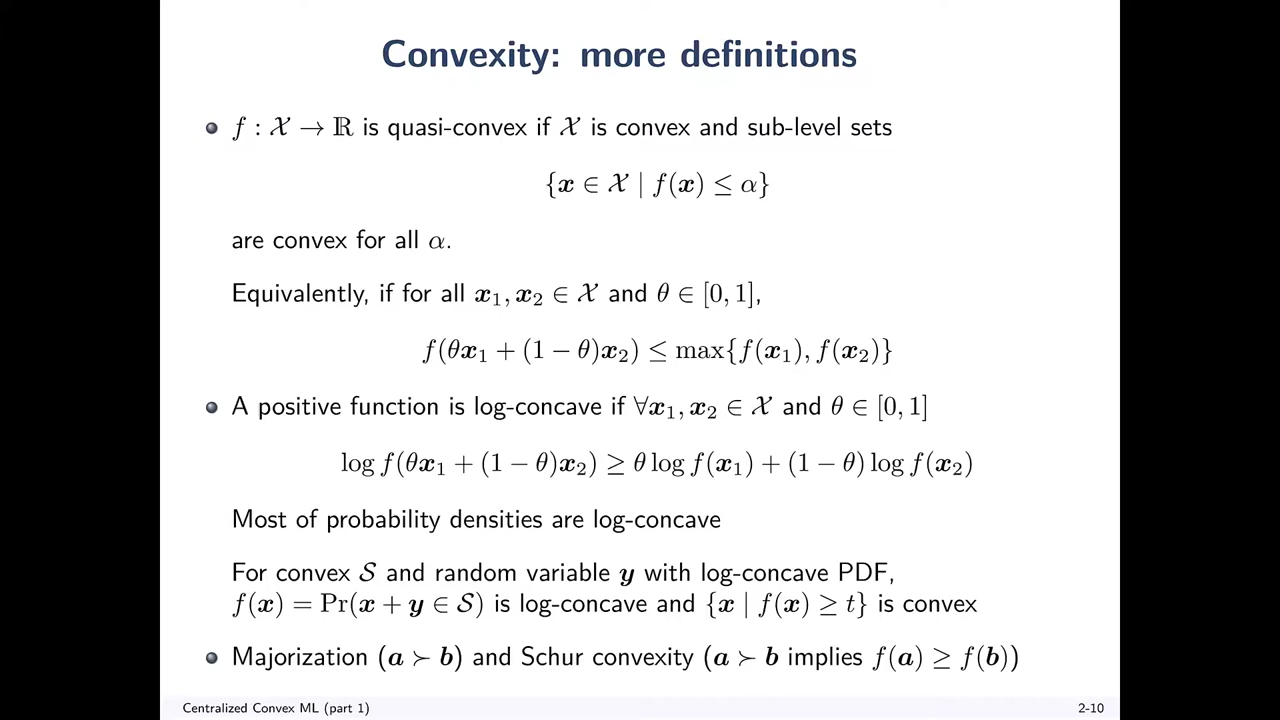 Convexity: more definitions
f : 𝒳 → ℝ is quasi-convex if 𝒳 is convex and sub-level sets
{𝒙 ∈ 𝒳 | f(𝒙) ≤ α}
are convex for all α.
Equivalently, if for all 𝒙₁, 𝒙₂ ∈ 𝒳 and θ ∈ [0, 1],
f(θ𝒙₁ + (1 − θ)𝒙₂) ≤ max{f(𝒙₁), f(𝒙₂)}
A positive function is log-concave if ∀𝒙₁, 𝒙₂ ∈ 𝒳 and θ ∈ [0, 1]
log f(θ𝒙₁ + (1 − θ)𝒙₂) ≥ θ log f(𝒙₁) + (1 − θ) log f(𝒙₂)
Most of probability densities are log-concave
For convex 𝒮 and random variable 𝒚 with log-concave PDF,
f(𝒙) = Pr(𝒙 + 𝒚 ∈ 𝒮) is log-concave and {𝒙 | f(𝒙) ≥ t} is convex
Majorization (𝒂 ≻ 𝒃) and Schur convexity (𝒂 ≻ 𝒃 implies f(𝒂) ≥ f(𝒃))
Centralized Convex ML (part 1)
2-10